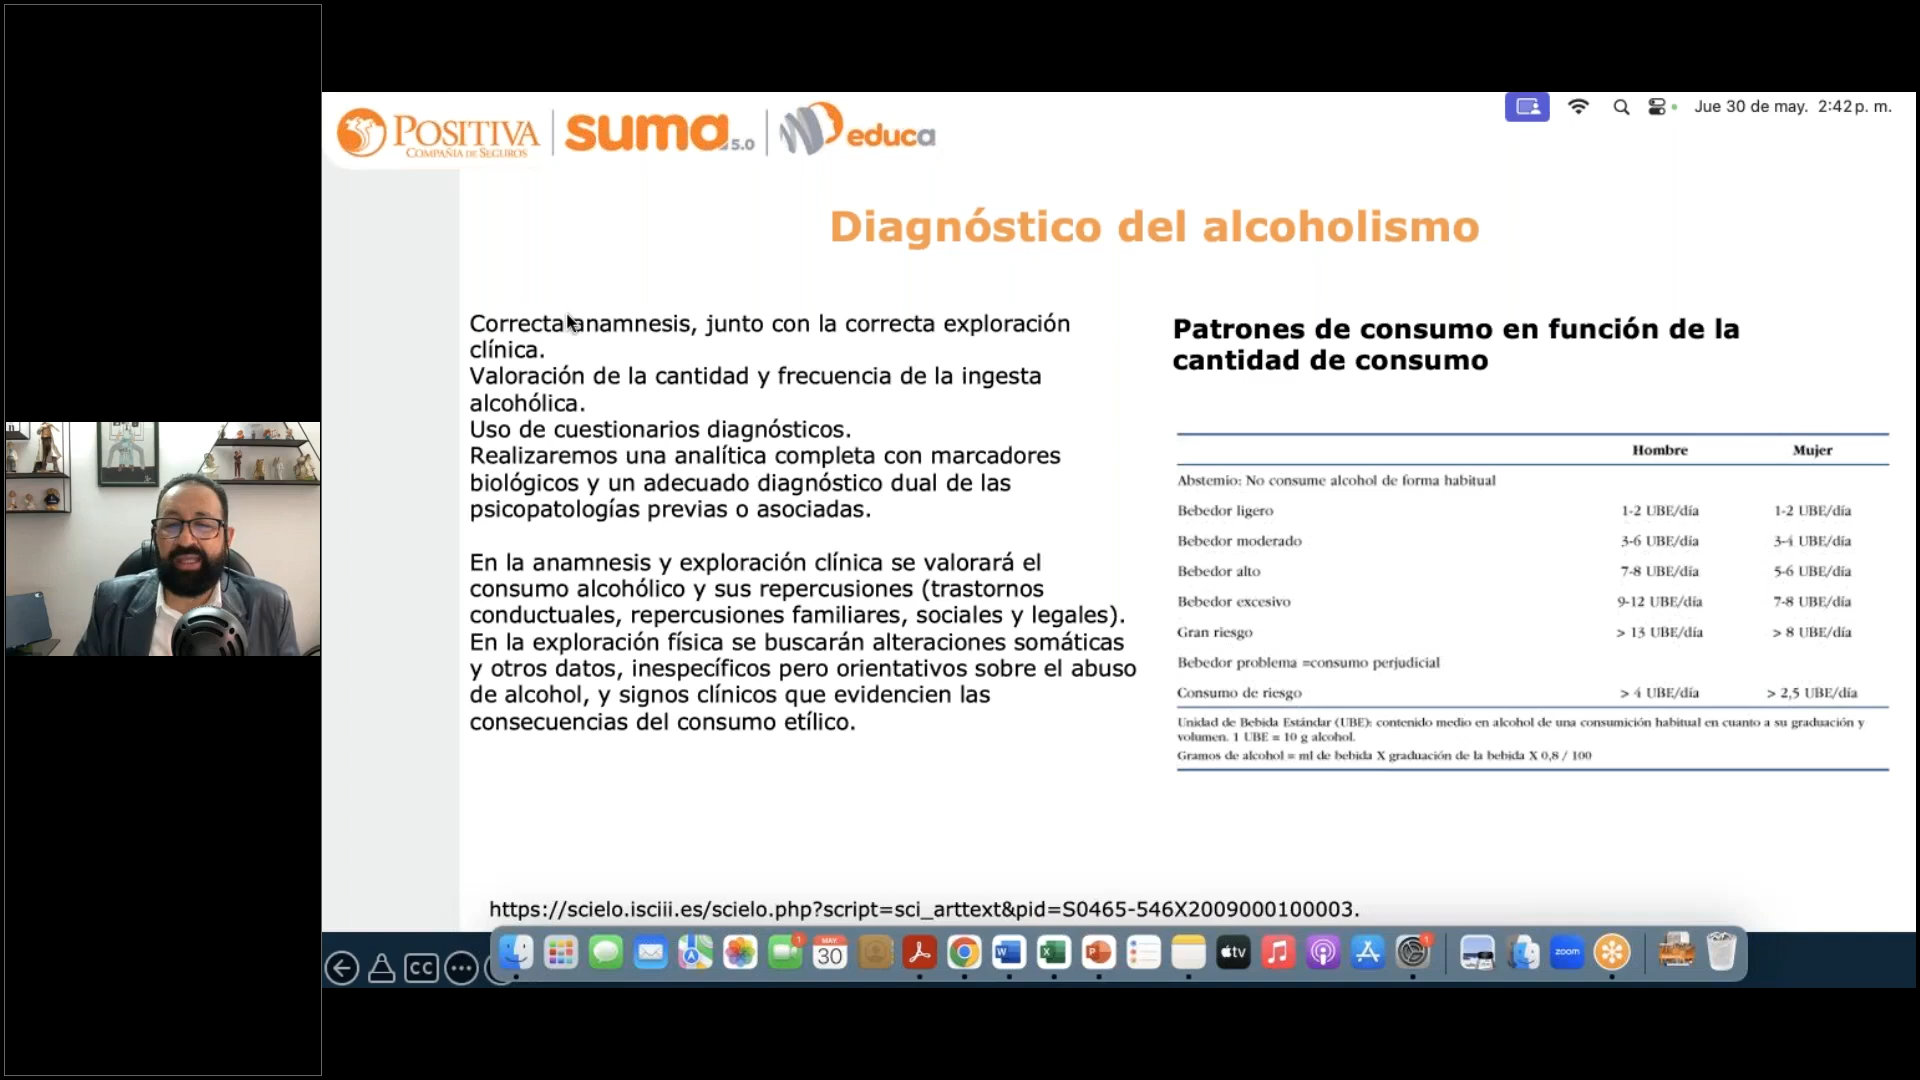 POSITIVA
COMPAÑIA DE SEGUROS
suma 5.0
educa
Jue 30 de may. 2:42 p. m.
Diagnóstico del alcoholismo
Correcta anamnesis, junto con la correcta exploración
clínica.
Valoración de la cantidad y frecuencia de la ingesta
alcohólica.
Uso de cuestionarios diagnósticos.
Realizaremos una analítica completa con marcadores
biológicos y un adecuado diagnóstico dual de las
psicopatologías previas o asociadas.
En la anamnesis y exploración clínica se valorará el
consumo alcohólico y sus repercusiones (trastornos
conductuales, repercusiones familiares, sociales y legales).
En la exploración física se buscarán alteraciones somáticas
y otros datos, inespecíficos pero orientativos sobre el abuso
de alcohol, y signos clínicos que evidencien las
consecuencias del consumo etílico.
Patrones de consumo en función de la
cantidad de consumo
Hombre Mujer
Abstemio: No consume alcohol de forma habitual
Bebedor ligero 1-2 UBE/día 1-2 UBE/día
Bebedor moderado 3-6 UBE/día 3-4 UBE/día
Bebedor alto 7-8 UBE/día 5-6 UBE/día
Bebedor excesivo 9-12 UBE/día 7-8 UBE/día
Gran riesgo > 13 UBE/día > 8 UBE/día
Bebedor problema =consumo perjudicial
Consumo de riesgo > 4 UBE/día > 2,5 UBE/día
Unidad de Bebida Estándar (UBE): contenido medio en alcohol de una consumición habitual en cuanto a su graduación y
volumen. 1 UBE = 10 g alcohol.
Gramos de alcohol = ml de bebida X graduación de la bebida X 0,8 / 100
https://scielo.isciii.es/scielo.php?script=sci_arttext&pid=S0465-546X2009000100003.
CC
1
MAY
30
W
X
P
tv
1
zoom